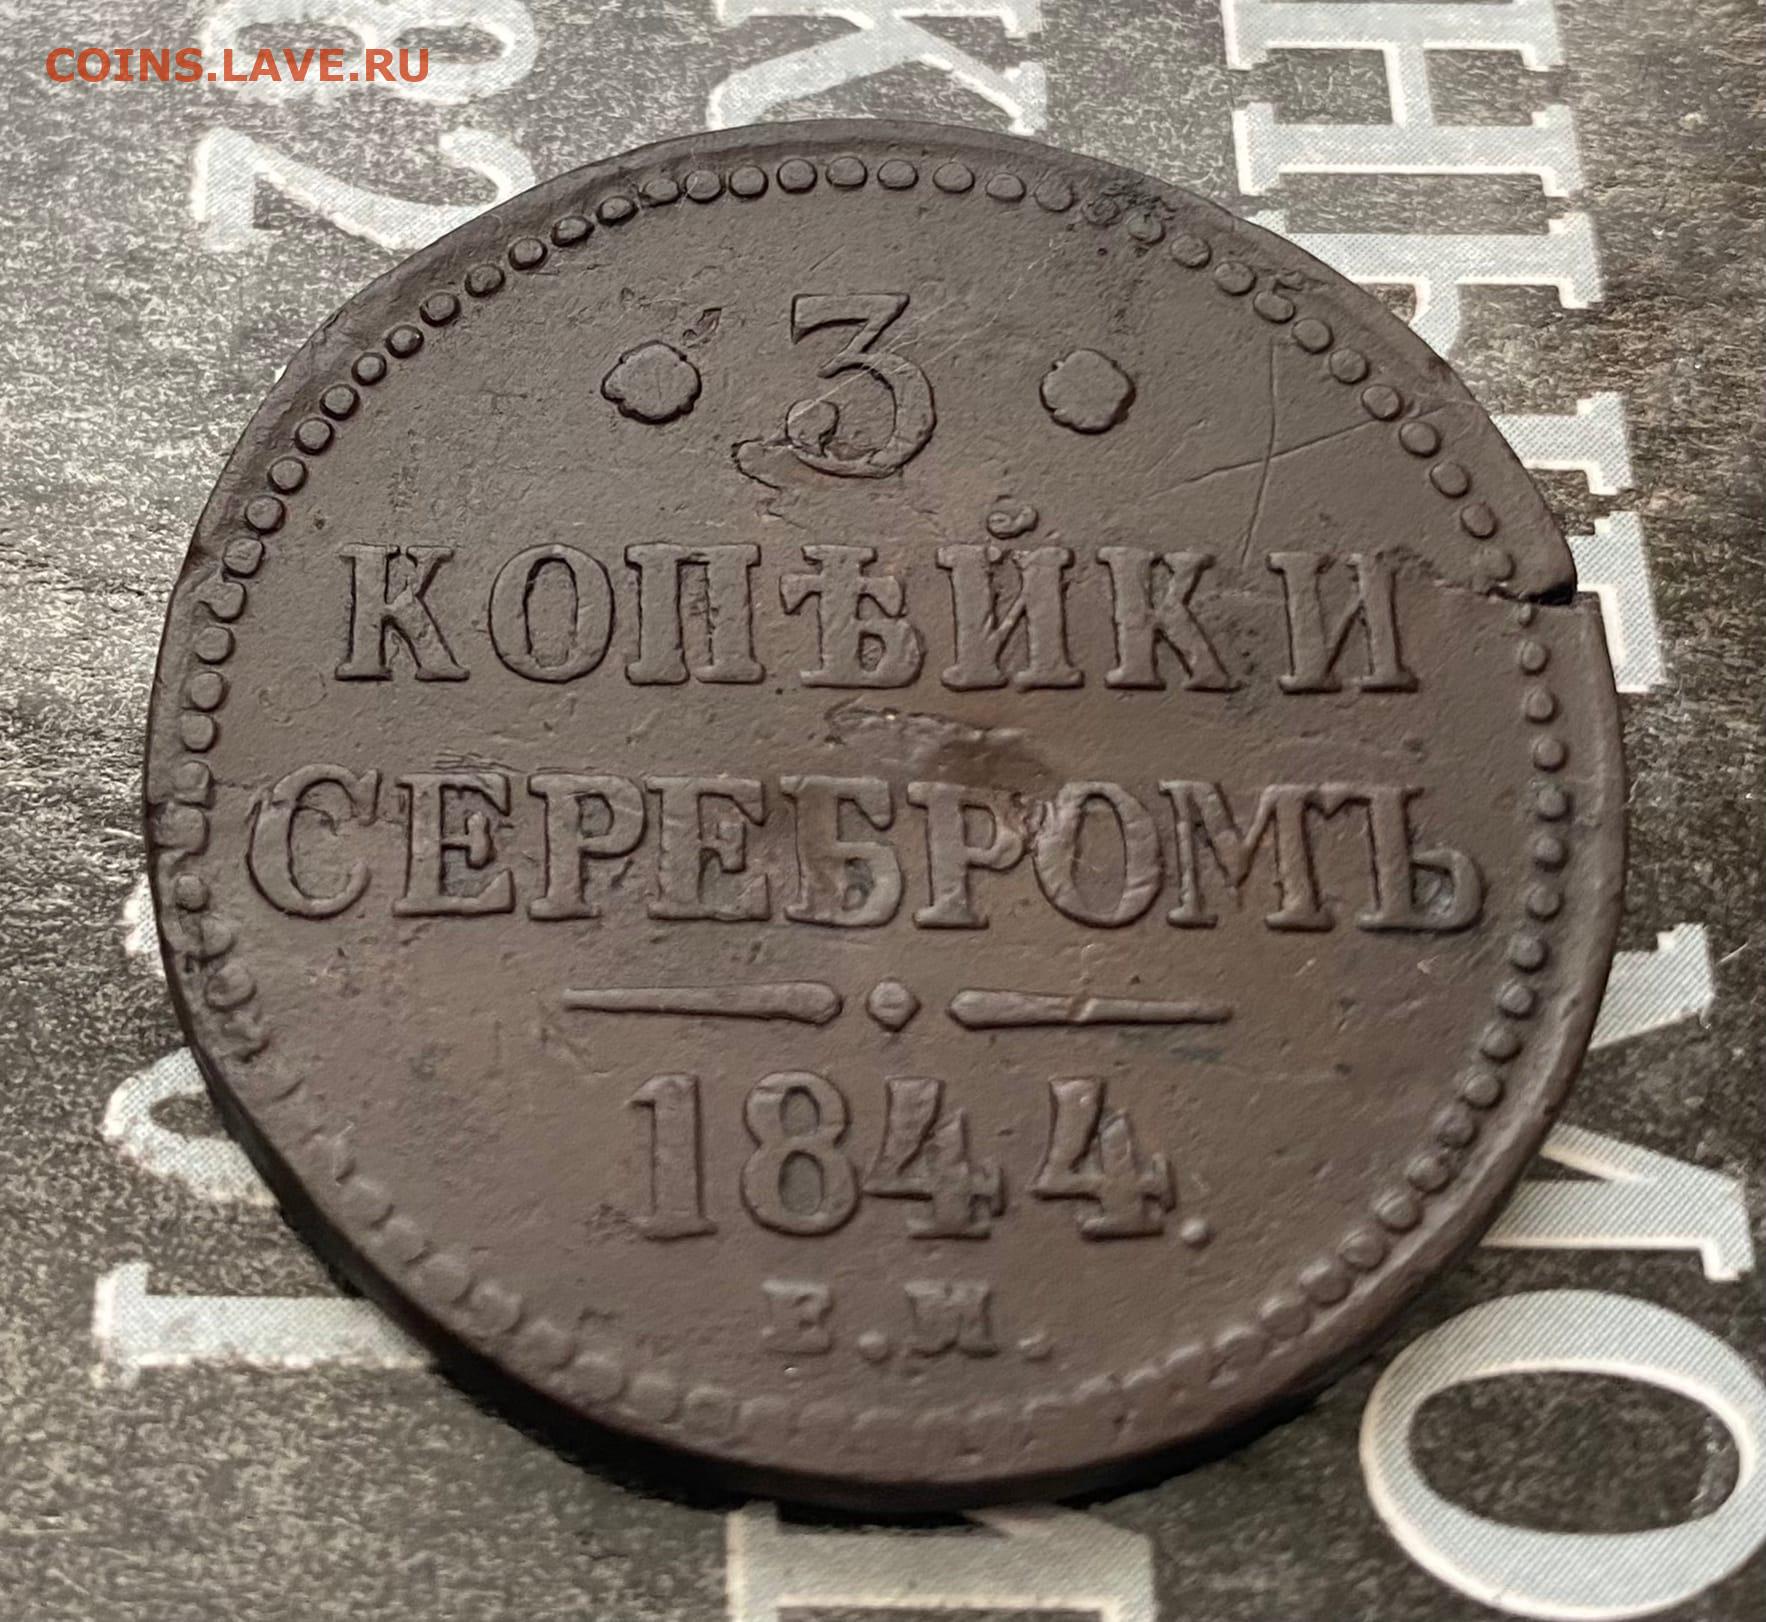 COINS.LAVE.RU
3
КОПѢЙКИ
СЕРЕБРОМЪ
1844.
Е.М.